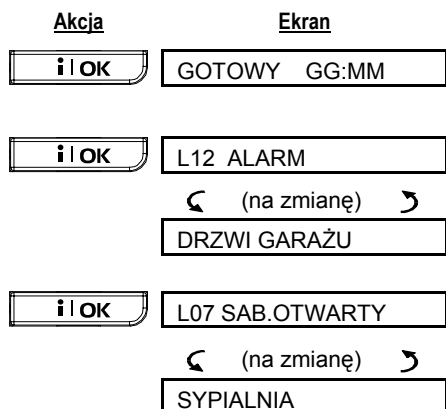 Akcja Ekran
i OK GOTOWY GG:MM
i OK L12 ALARM
(na zmianę)
DRZWI GARAŻU
i OK L07 SAB.OTWARTY
(na zmianę)
SYPIALNIA